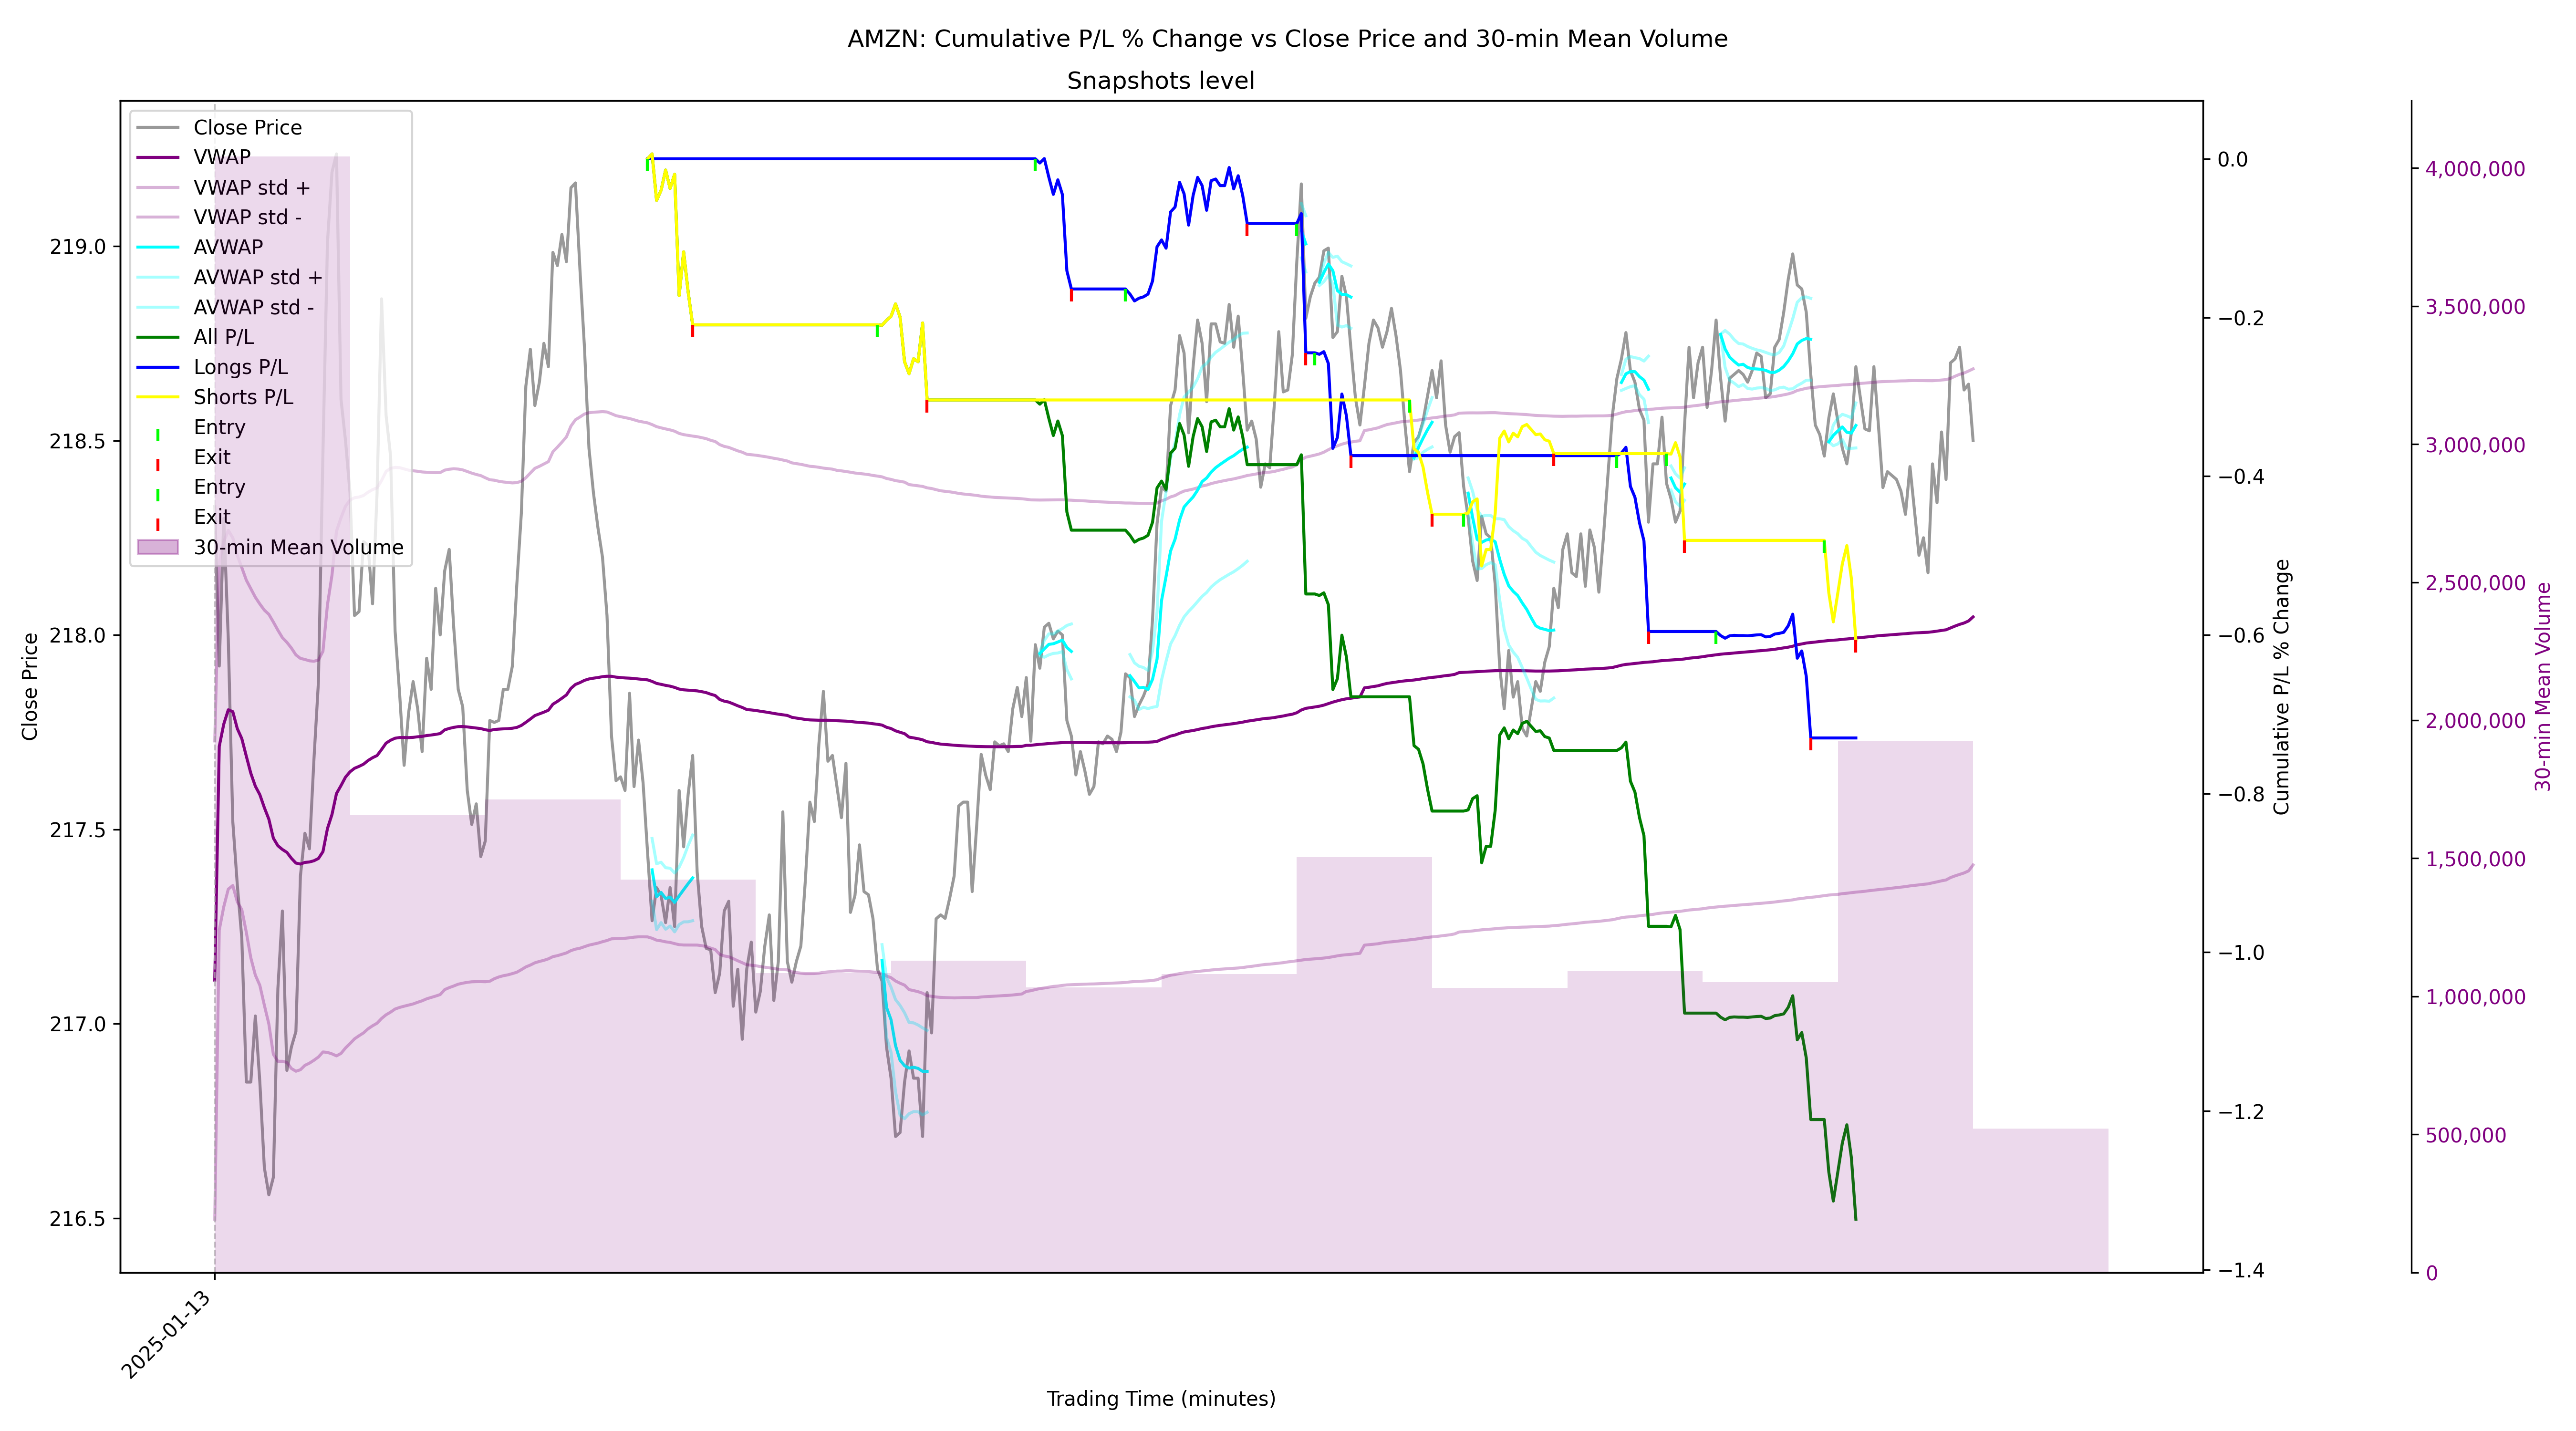 AMZN: Cumulative P/L % Change vs Close Price and 30-min Mean Volume
Snapshots level
Close Price
VWAP
VWAP std +
VWAP std -
AVWAP
AVWAP std +
AVWAP std -
All P/L
Longs P/L
Shorts P/L
Entry
Exit
Entry
Exit
30-min Mean Volume
219.0
218.5
218.0
217.5
217.0
216.5
Close Price
0.0
−0.2
−0.4
−0.6
−0.8
−1.0
−1.2
−1.4
Cumulative P/L % Change
4,000,000
3,500,000
3,000,000
2,500,000
2,000,000
1,500,000
1,000,000
500,000
0
30-min Mean Volume
2025-01-13
Trading Time (minutes)